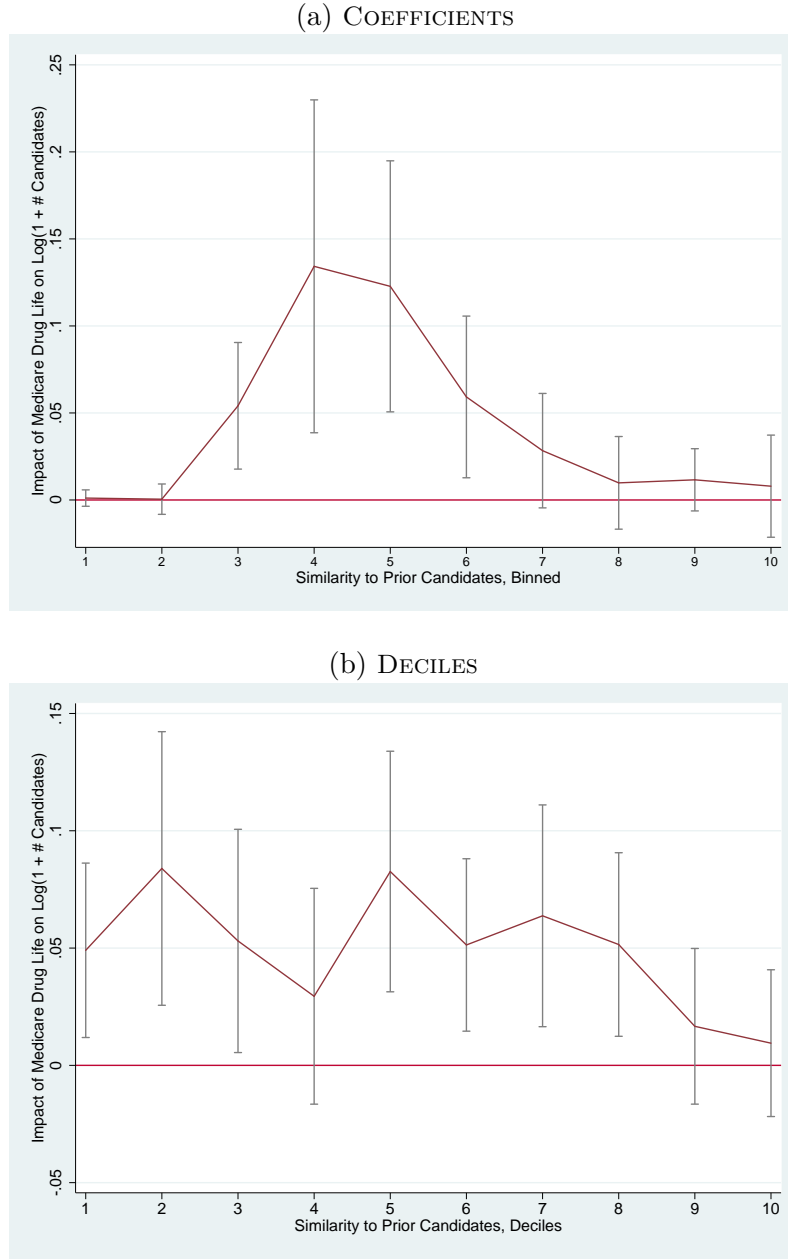 (a) COEFFICIENTS
Impact of Medicare Drug Life on Log(1 + # Candidates)
.25
.2
.15
.1
.05
0
1 2 3 4 5 6 7 8 9 10
Similarity to Prior Candidates, Binned
(b) DECILES
Impact of Medicare Drug Life on Log(1 + # Candidates)
.15
.1
.05
0
-.05
1 2 3 4 5 6 7 8 9 10
Similarity to Prior Candidates, Deciles